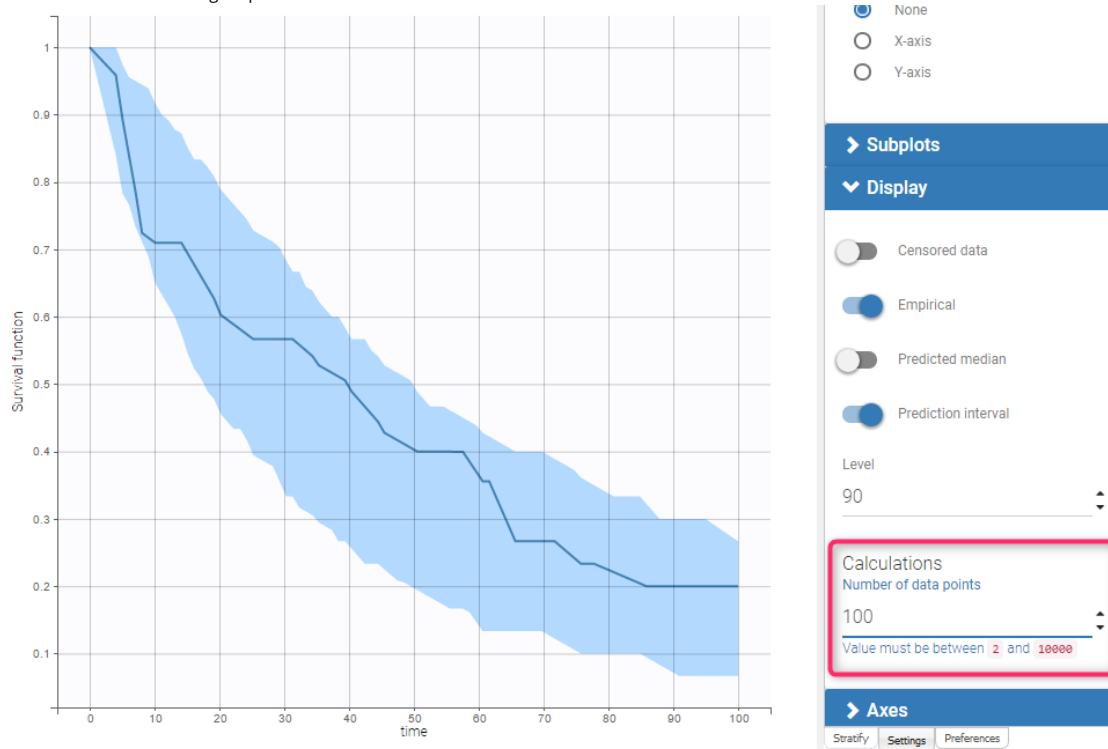 1
0.9
0.8
0.7
0.6
0.5
0.4
0.3
0.2
0.1
Survival function
0 10 20 30 40 50 60 70 80 90 100
time
None
X-axis
Y-axis
Subplots
Display
Censored data
Empirical
Predicted median
Prediction interval
Level
90
Calculations
Number of data points
100
Value must be between 2 and 10000
Axes
Stratify Settings Preferences